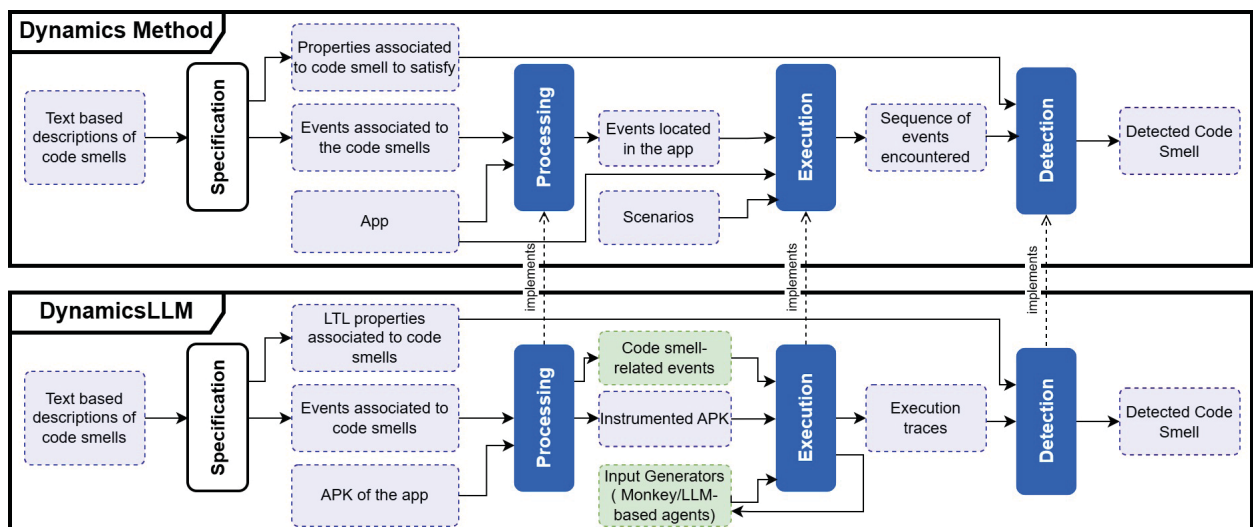 Dynamics Method
Properties associated
to code smell to satisfy
Text based
descriptions of
code smells
Specification
Events associated to
the code smells
App
Processing
Events located
in the app
Scenarios
Execution
Sequence of
events
encountered
Detection
Detected Code
Smell
implements
implements
implements
DynamicsLLM
LTL properties
associated to code
smells
Text based
descriptions of
code smells
Specification
Events associated to
code smells
APK of the app
Processing
Code smell-
related events
Instrumented APK
Input Generators
( Monkey/LLM-
based agents)
Execution
Execution
traces
Detection
Detected Code
Smell